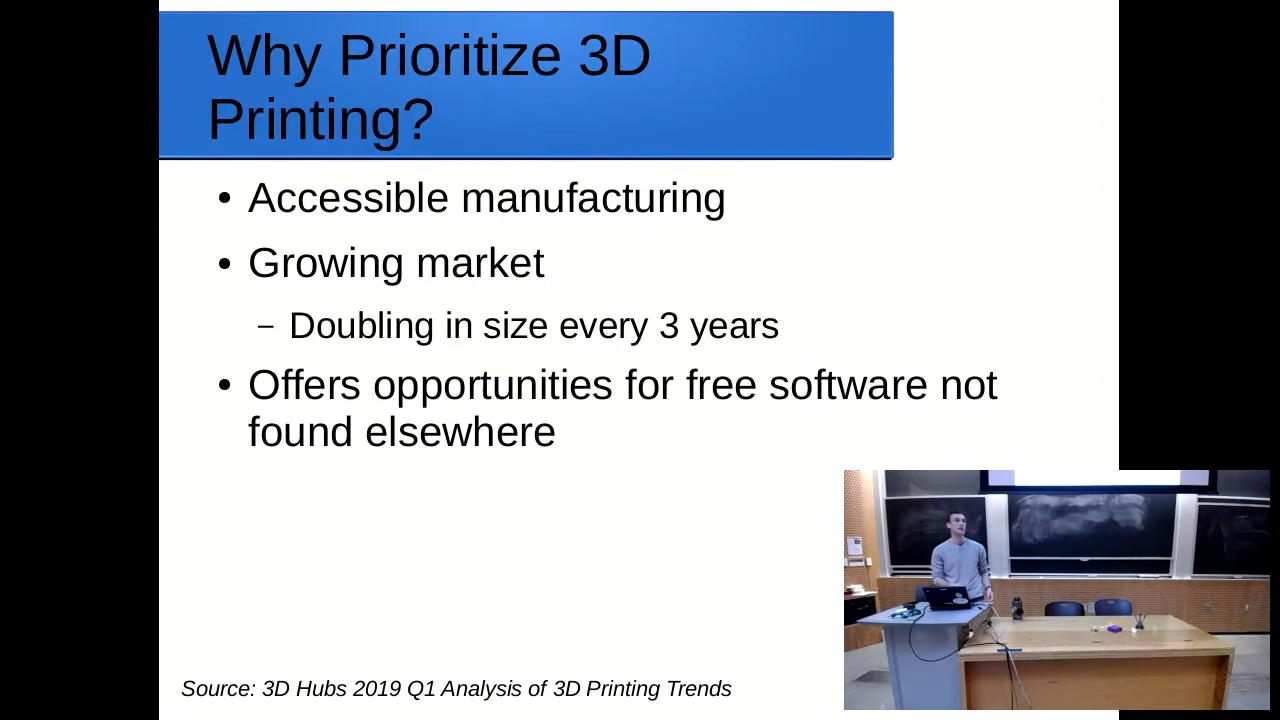 Why Prioritize 3D
Printing?
• Accessible manufacturing
• Growing market
– Doubling in size every 3 years
• Offers opportunities for free software not
found elsewhere
Source: 3D Hubs 2019 Q1 Analysis of 3D Printing Trends